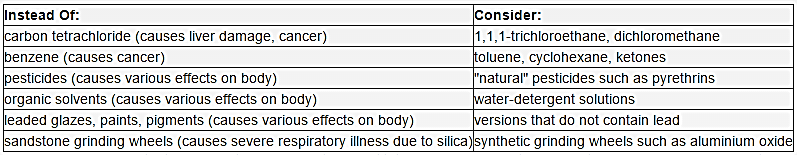 Instead Of: Consider:
carbon tetrachloride (causes liver damage, cancer) 1,1,1-trichloroethane, dichloromethane
benzene (causes cancer) toluene, cyclohexane, ketones
pesticides (causes various effects on body) "natural" pesticides such as pyrethrins
organic solvents (causes various effects on body) water-detergent solutions
leaded glazes, paints, pigments (causes various effects on body) versions that do not contain lead
sandstone grinding wheels (causes severe respiratory illness due to silica) synthetic grinding wheels such as aluminium oxide